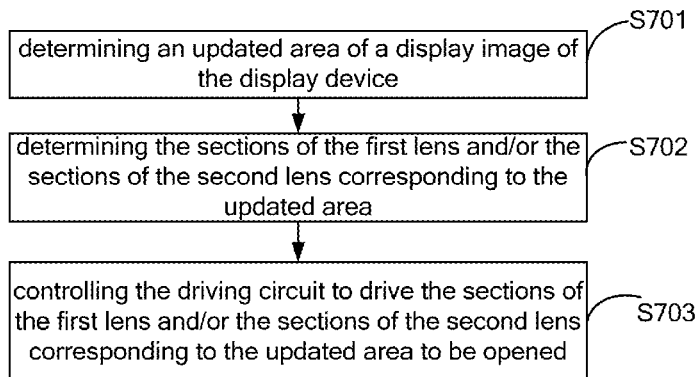 S701
determining an updated area of a display image of
the display device
S702
determining the sections of the first lens and/or the
sections of the second lens corresponding to the
updated area
controlling the driving circuit to drive the sections of
the first lens and/or the sections of the second lens
corresponding to the updated area to be opened
S703